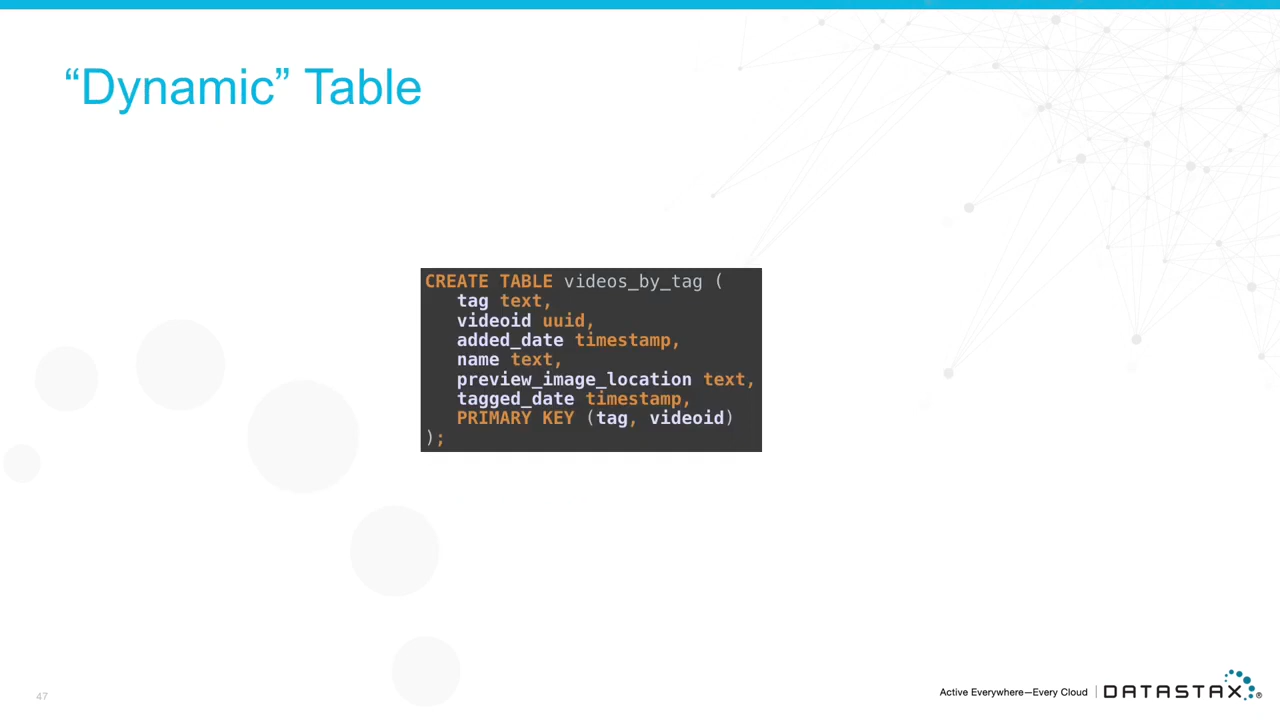 “Dynamic” Table
CREATE TABLE videos_by_tag (
   tag text,
   videoid uuid,
   added_date timestamp,
   name text,
   preview_image_location text,
   tagged_date timestamp,
   PRIMARY KEY (tag, videoid)
);
47
Active Everywhere—Every Cloud | DATASTAX®